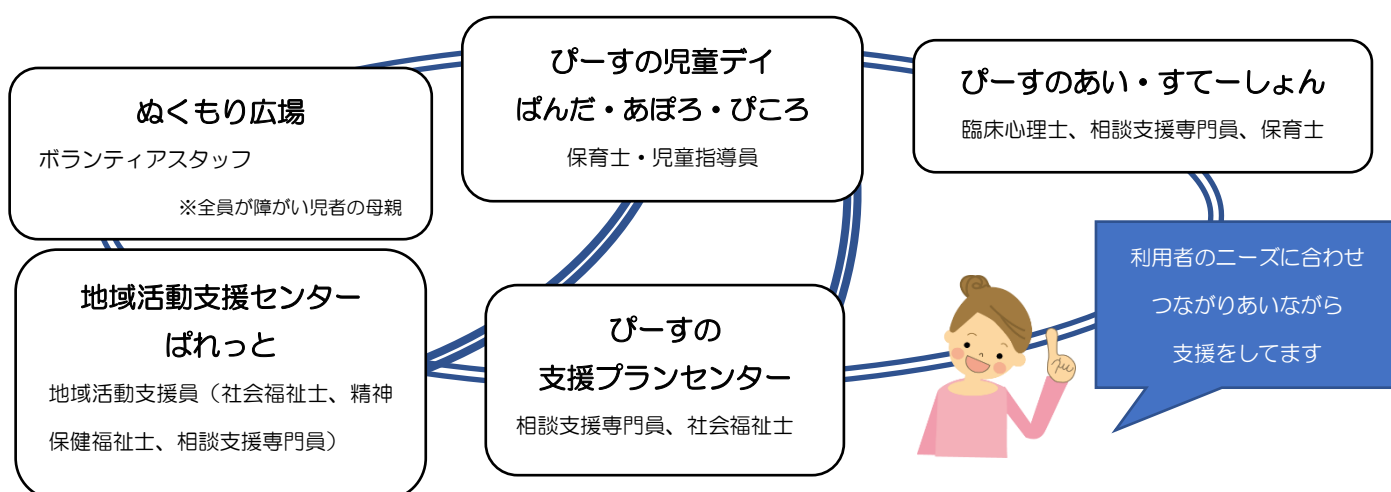 ぬくもり広場
ボランティアスタッフ
※全員が障がい児者の母親
ぴーすの児童デイ
ぱんだ・あぽろ・ぴころ
保育士・児童指導員
ぴーすのあい・すてーしょん
臨床心理士、相談支援専門員、保育士
地域活動支援センター
ぱれっと
地域活動支援員（社会福祉士、精神
保健福祉士、相談支援専門員）
ぴーすの
支援プランセンター
相談支援専門員、社会福祉士
利用者のニーズに合わせ
つながりあいながら
支援をしてます